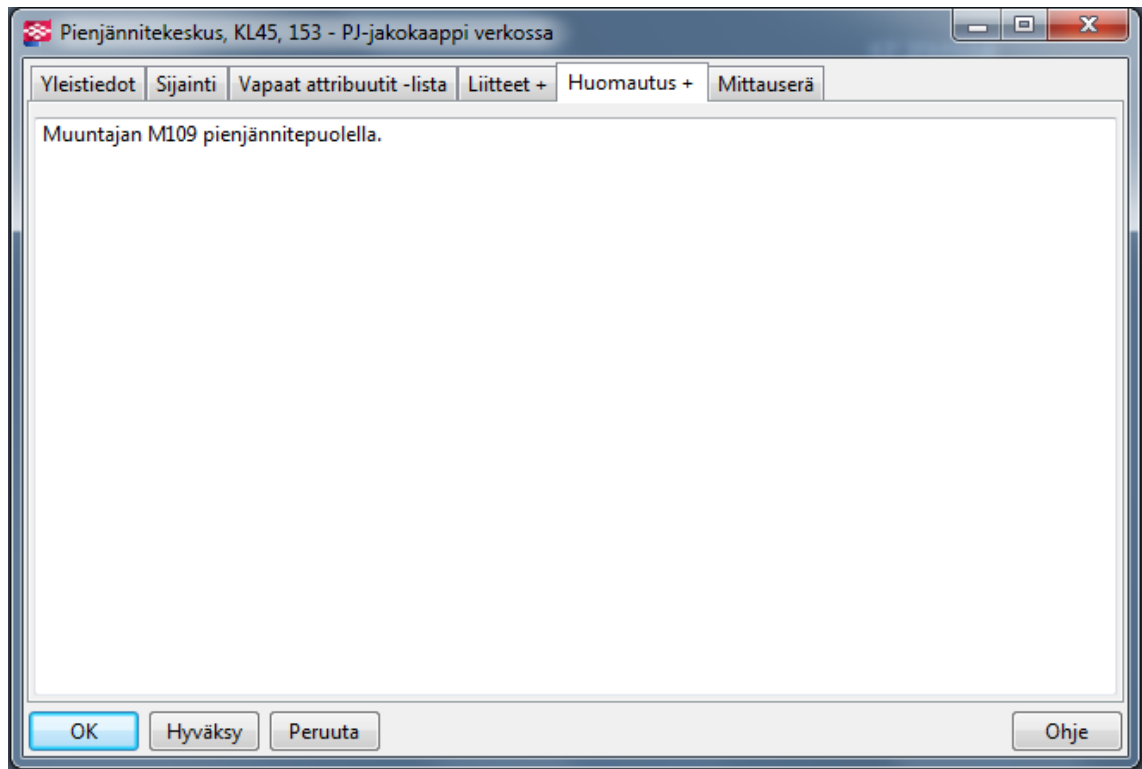 Pienjännitekeskus, KL45, 153 - PJ-jakokaappi verkossa
Yleistiedot Sijainti Vapaat attribuutit -lista Liitteet + Huomautus + Mittauserä
Muuntajan M109 pienjännitepuolella.
OK Hyväksy Peruuta Ohje